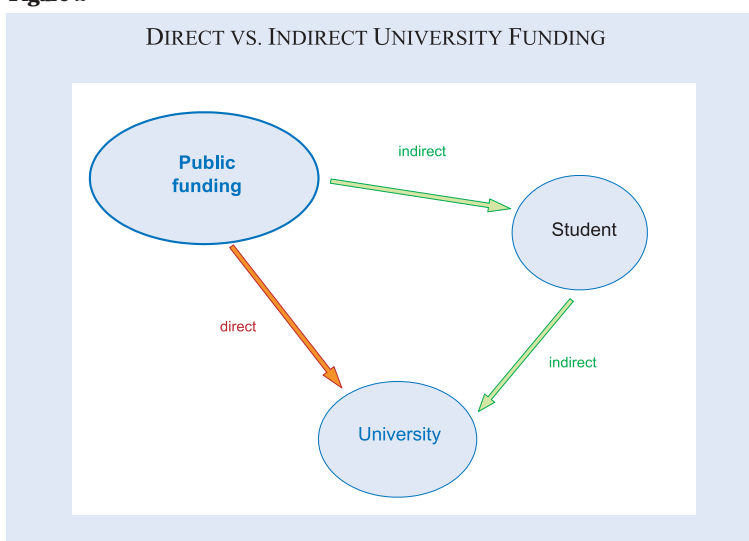 DIRECT VS. INDIRECT UNIVERSITY FUNDING
Public
funding
indirect
Student
direct
indirect
University